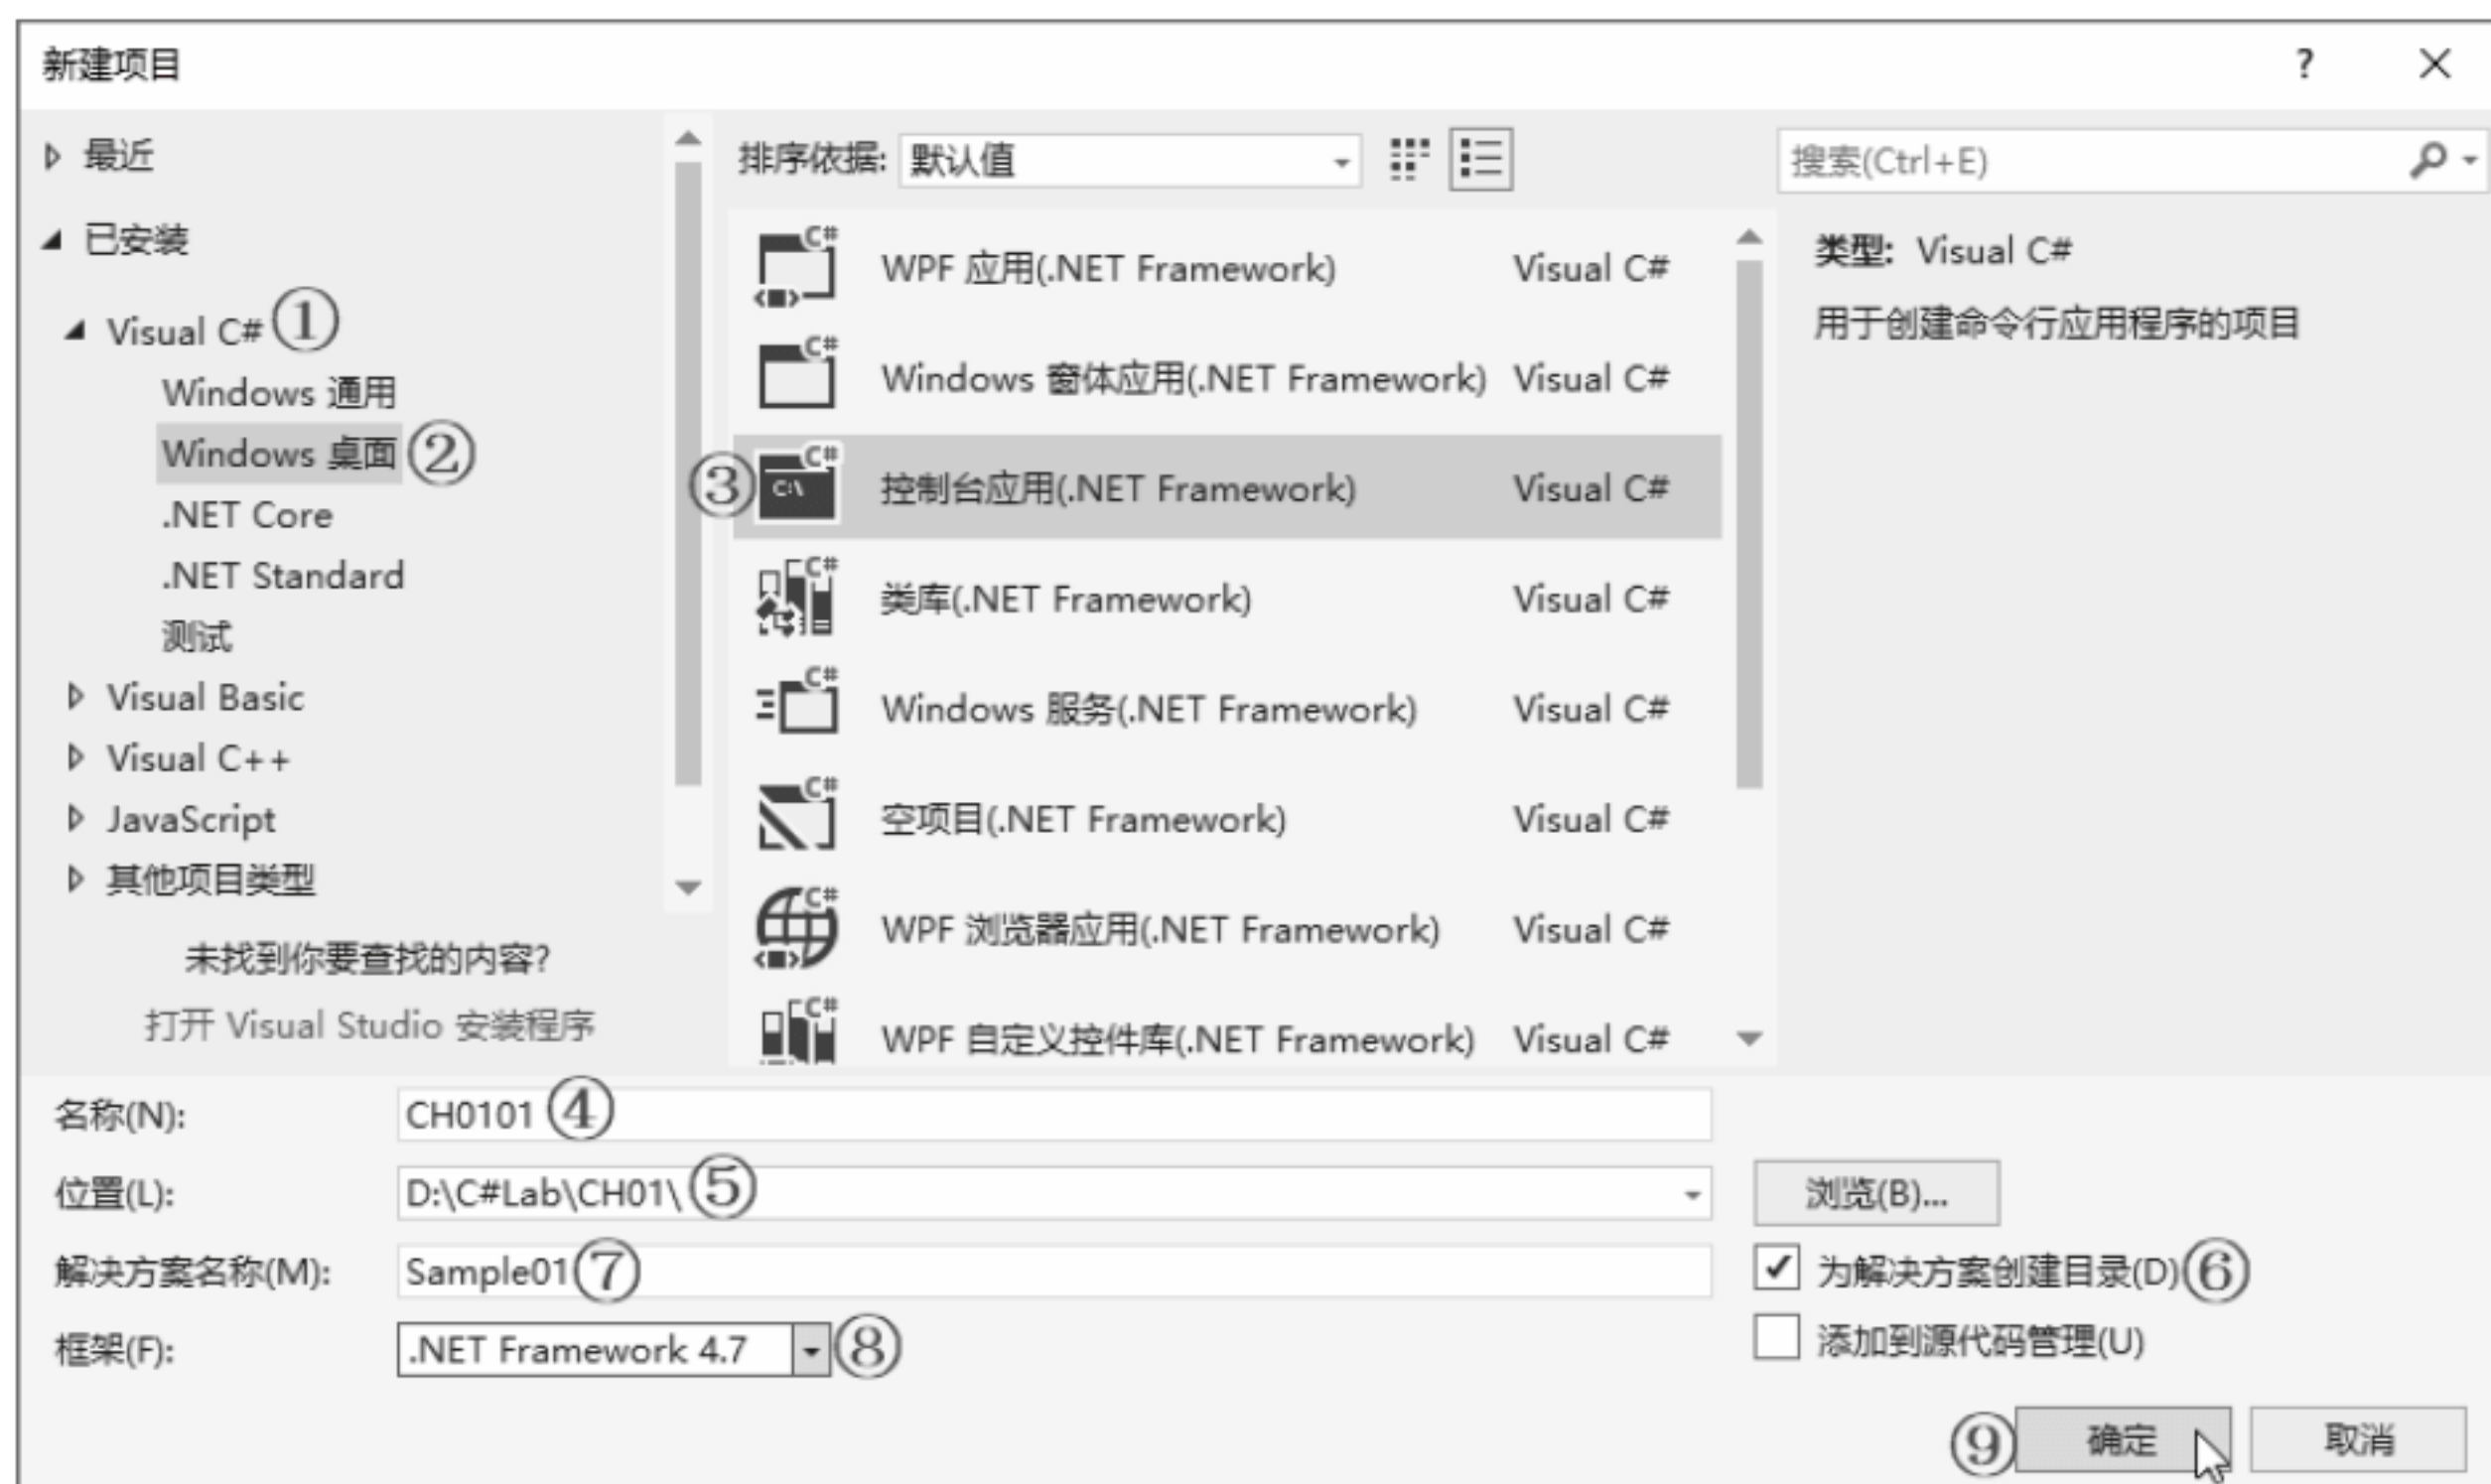 新建项目
? ×
最近
已安装
Visual C# ①
Windows 通用
Windows 桌面 ②
.NET Core
.NET Standard
测试
Visual Basic
Visual C++
JavaScript
其他项目类型
未找到你要查找的内容?
打开 Visual Studio 安装程序
排序依据: 默认值
C# WPF 应用(.NET Framework) Visual C#
C# Windows 窗体应用(.NET Framework) Visual C#
③ C# C:\ 控制台应用(.NET Framework) Visual C#
C# 类库(.NET Framework) Visual C#
C# Windows 服务(.NET Framework) Visual C#
C# 空项目(.NET Framework) Visual C#
C# WPF 浏览器应用(.NET Framework) Visual C#
C# WPF 自定义控件库(.NET Framework) Visual C#
搜索(Ctrl+E)
类型: Visual C#
用于创建命令行应用程序的项目
名称(N): CH0101 ④
位置(L): D:\C#Lab\CH01\ ⑤ 浏览(B)...
解决方案名称(M): Sample01 ⑦ 为解决方案创建目录(D) ⑥
框架(F): .NET Framework 4.7 ⑧ 添加到源代码管理(U)
⑨ 确定 取消